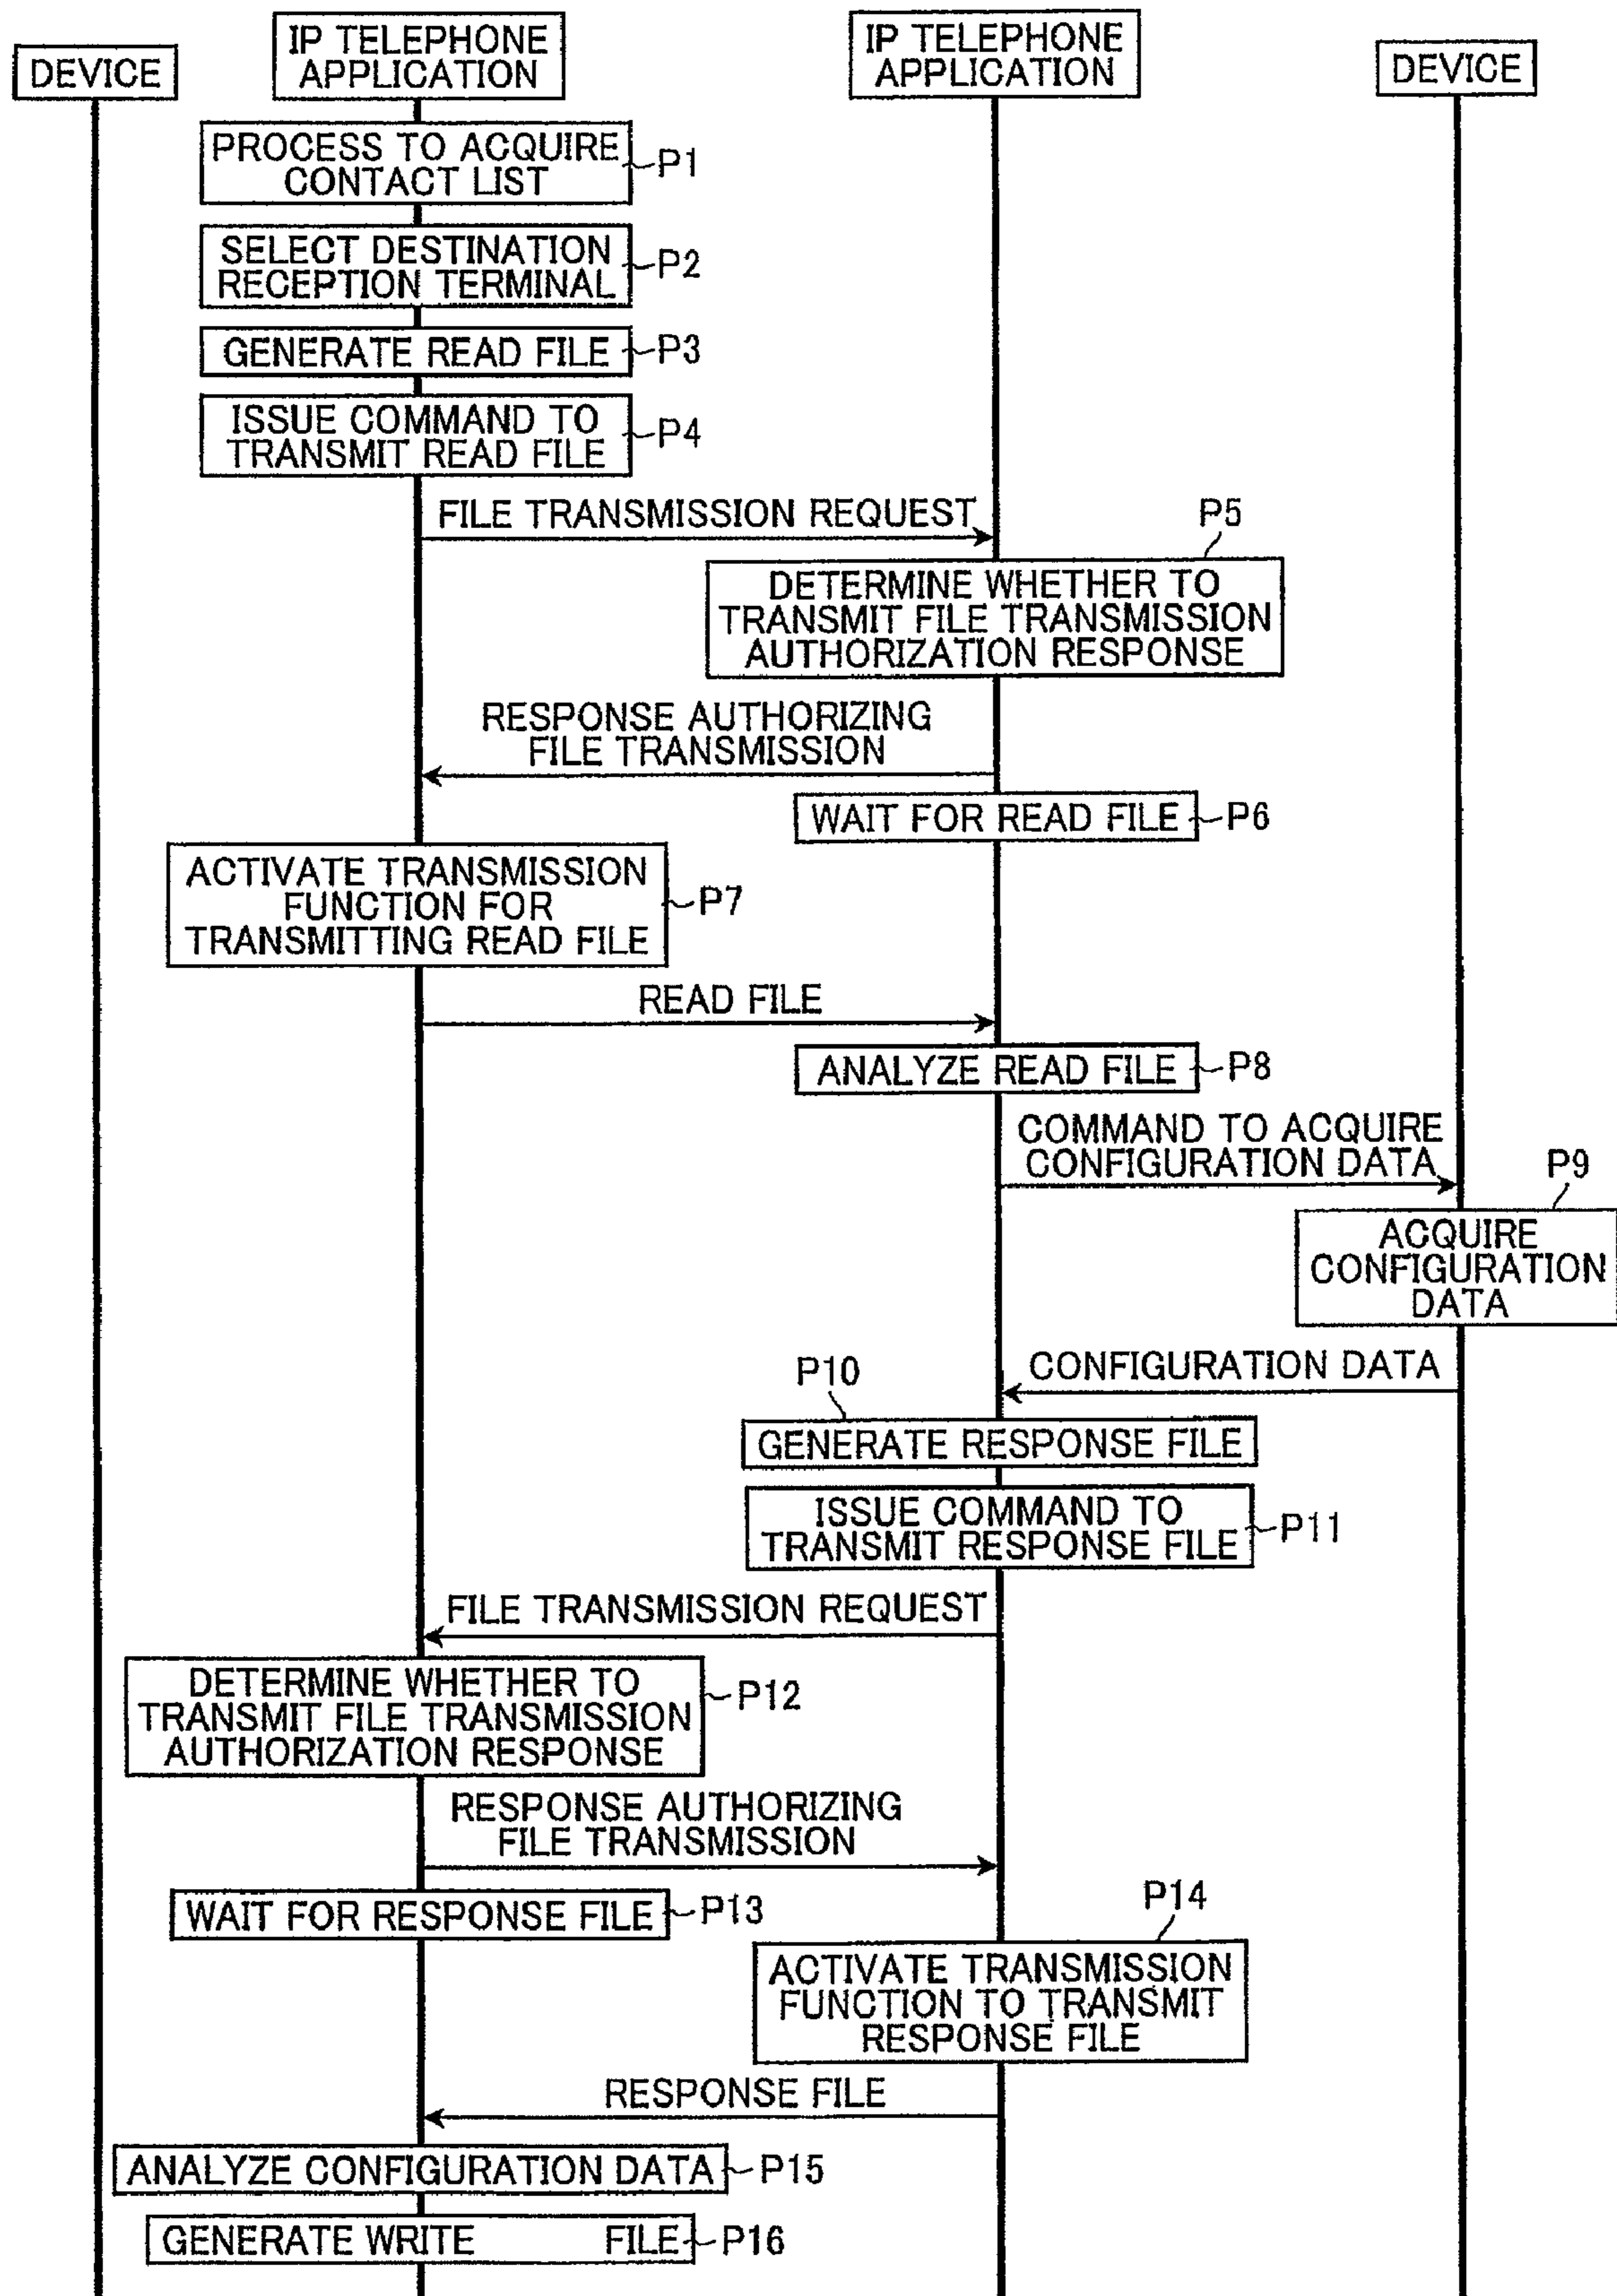 DEVICE
IP TELEPHONE
APPLICATION
IP TELEPHONE
APPLICATION
DEVICE
PROCESS TO ACQUIRE
CONTACT LIST
P1
SELECT DESTINATION
RECEPTION TERMINAL
P2
GENERATE READ FILE
P3
ISSUE COMMAND TO
TRANSMIT READ FILE
P4
FILE TRANSMISSION REQUEST
P5
DETERMINE WHETHER TO
TRANSMIT FILE TRANSMISSION
AUTHORIZATION RESPONSE
RESPONSE AUTHORIZING
FILE TRANSMISSION
WAIT FOR READ FILE
P6
ACTIVATE TRANSMISSION
FUNCTION FOR
TRANSMITTING READ FILE
P7
READ FILE
ANALYZE READ FILE
P8
COMMAND TO ACQUIRE
CONFIGURATION DATA
P9
ACQUIRE
CONFIGURATION
DATA
CONFIGURATION DATA
P10
GENERATE RESPONSE FILE
ISSUE COMMAND TO
TRANSMIT RESPONSE FILE
P11
FILE TRANSMISSION REQUEST
DETERMINE WHETHER TO
TRANSMIT FILE TRANSMISSION
AUTHORIZATION RESPONSE
P12
RESPONSE AUTHORIZING
FILE TRANSMISSION
WAIT FOR RESPONSE FILE
P13
P14
ACTIVATE TRANSMISSION
FUNCTION TO TRANSMIT
RESPONSE FILE
RESPONSE FILE
ANALYZE CONFIGURATION DATA
P15
GENERATE WRITE FILE
P16